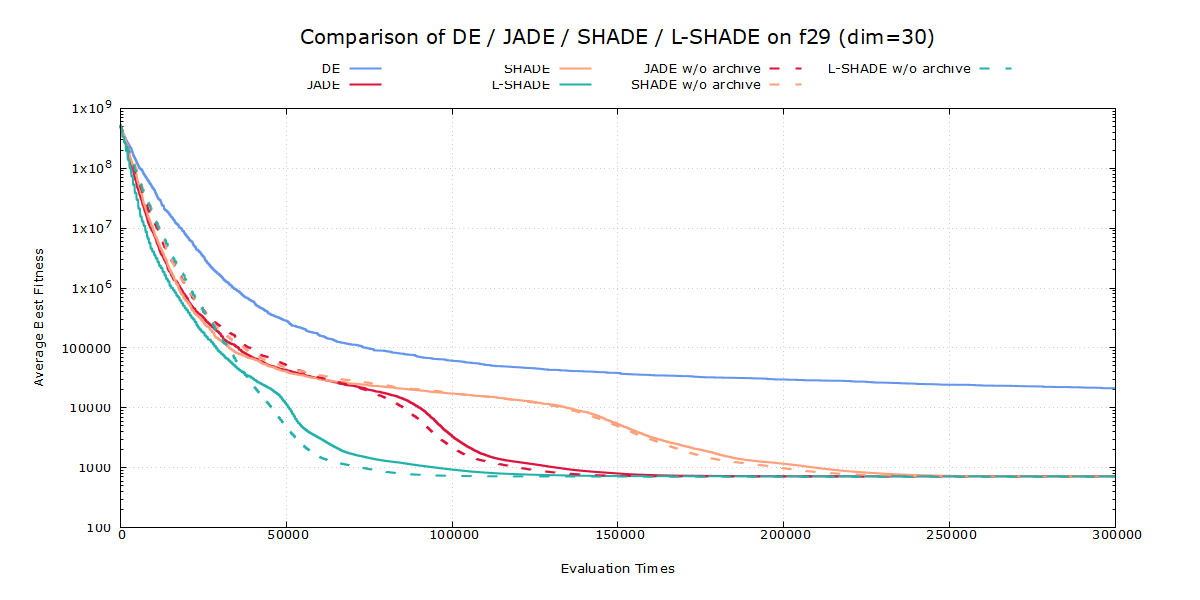 Comparison of DE / JADE / SHADE / L-SHADE on f29 (dim=30)
DE SHADE JADE w/o archive L-SHADE w/o archive
JADE L-SHADE SHADE w/o archive
1x10^9
1x10^8
1x10^7
1x10^6
100000
10000
1000
100
Average Best Fitness
0 50000 100000 150000 200000 250000 300000
Evaluation Times